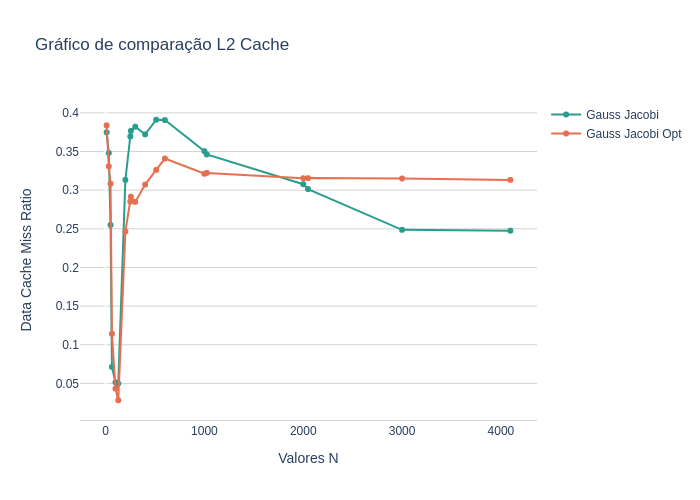 Gráfico de comparação L2 Cache
Gauss Jacobi
Gauss Jacobi Opt
0.4
0.35
0.3
0.25
0.2
0.15
0.1
0.05
Data Cache Miss Ratio
0 1000 2000 3000 4000
Valores N